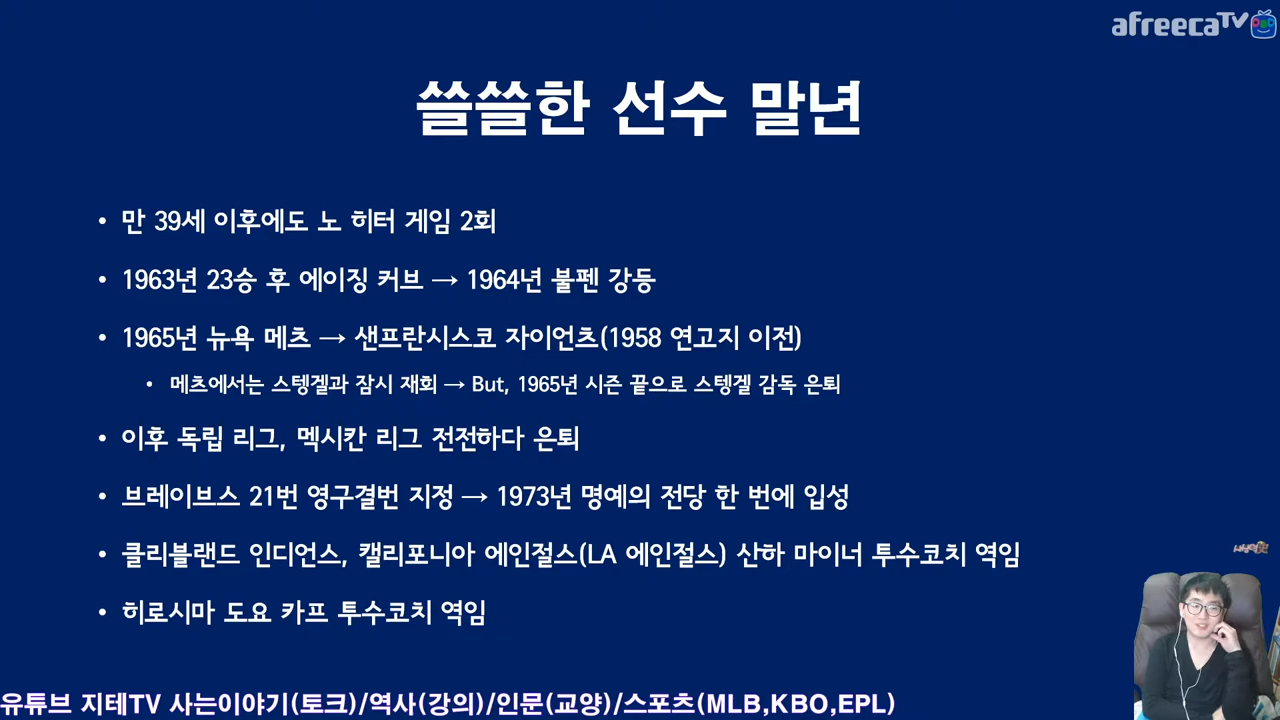 afreecaTV
쓸쓸한 선수 말년
• 만 39세 이후에도 노 히터 게임 2회
• 1963년 23승 후 에이징 커브 → 1964년 불펜 강등
• 1965년 뉴욕 메츠 → 샌프란시스코 자이언츠(1958 연고지 이전)
• 메츠에서는 스텡겔과 잠시 재회 → But, 1965년 시즌 끝으로 스텡겔 감독 은퇴
• 이후 독립 리그, 멕시칸 리그 전전하다 은퇴
• 브레이브스 21번 영구결번 지정 → 1973년 명예의 전당 한 번에 입성
• 클리블랜드 인디언스, 캘리포니아 에인절스(LA 에인절스) 산하 마이너 투수코치 역임
• 히로시마 도요 카프 투수코치 역임
유튜브 지테TV 사는이야기(토크)/역사(강의)/인문(교양)/스포츠(MLB,KBO,EPL)